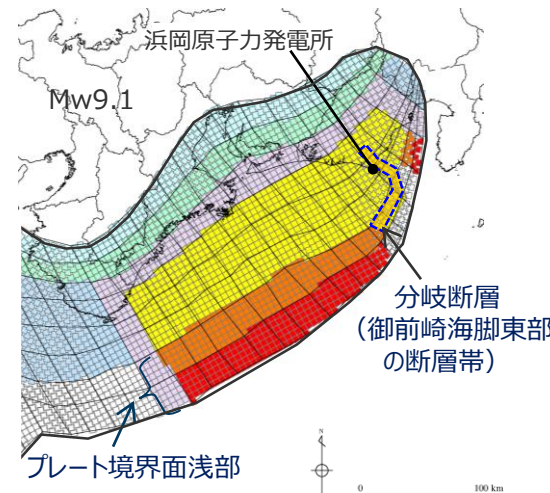 浜岡原子力発電所
Mw9.1
分岐断層
（御前崎海脚東部
の断層帯）
プレート境界面浅部
N
0 100 km